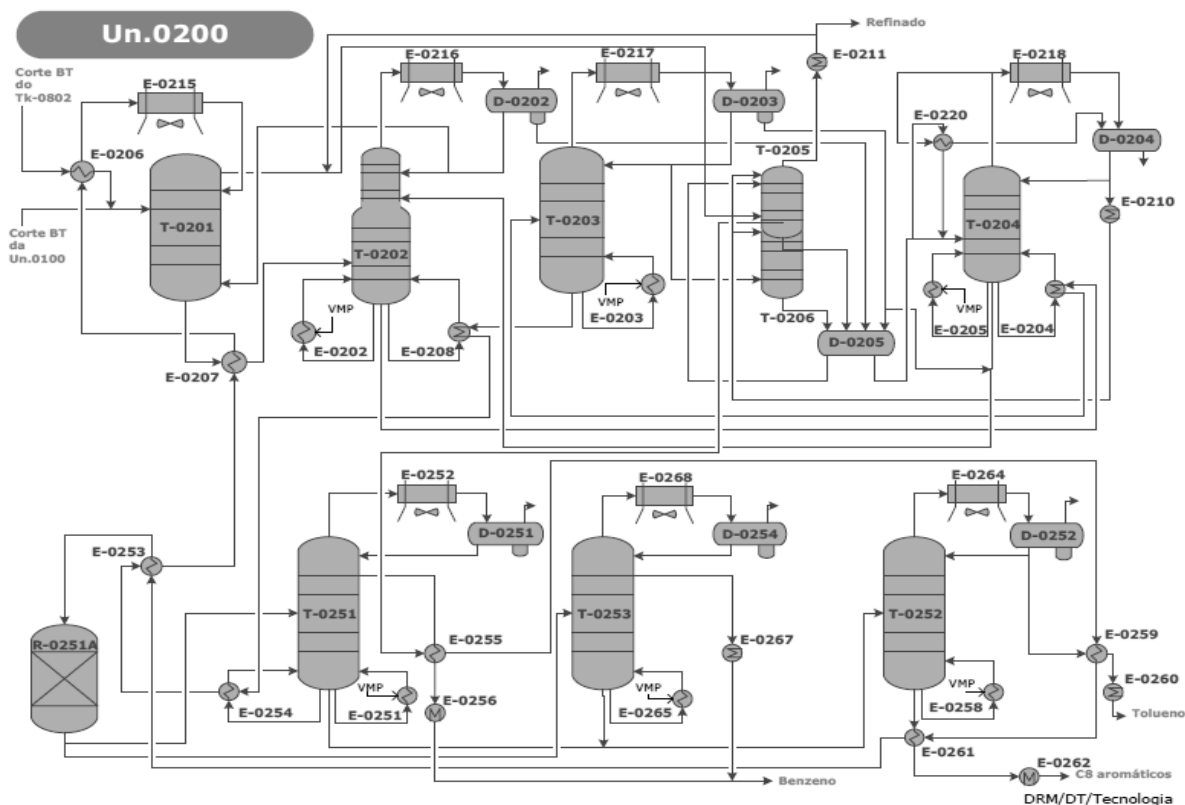 Un.0200
Refinado
E-0211
E-0216
E-0217
E-0218
Corte BT
do
Tk-0802
E-0215
D-0202
D-0203
E-0220
D-0204
E-0206
T-0205
E-0210
T-0201
T-0203
T-0204
Corte BT
da
Un.0100
T-0202
VMP
VMP
VMP
E-0203
T-0206
E-0205
E-0204
E-0202
E-0208
D-0205
E-0207
E-0252
E-0268
E-0264
D-0251
D-0254
D-0252
E-0253
T-0251
T-0253
T-0252
R-0251A
E-0255
E-0267
E-0259
VMP
VMP
VMP
E-0260
E-0254
E-0251
E-0256
E-0265
E-0258
Tolueno
E-0261
E-0262
Benzeno
C8 aromáticos
DRM/DT/Tecnologia